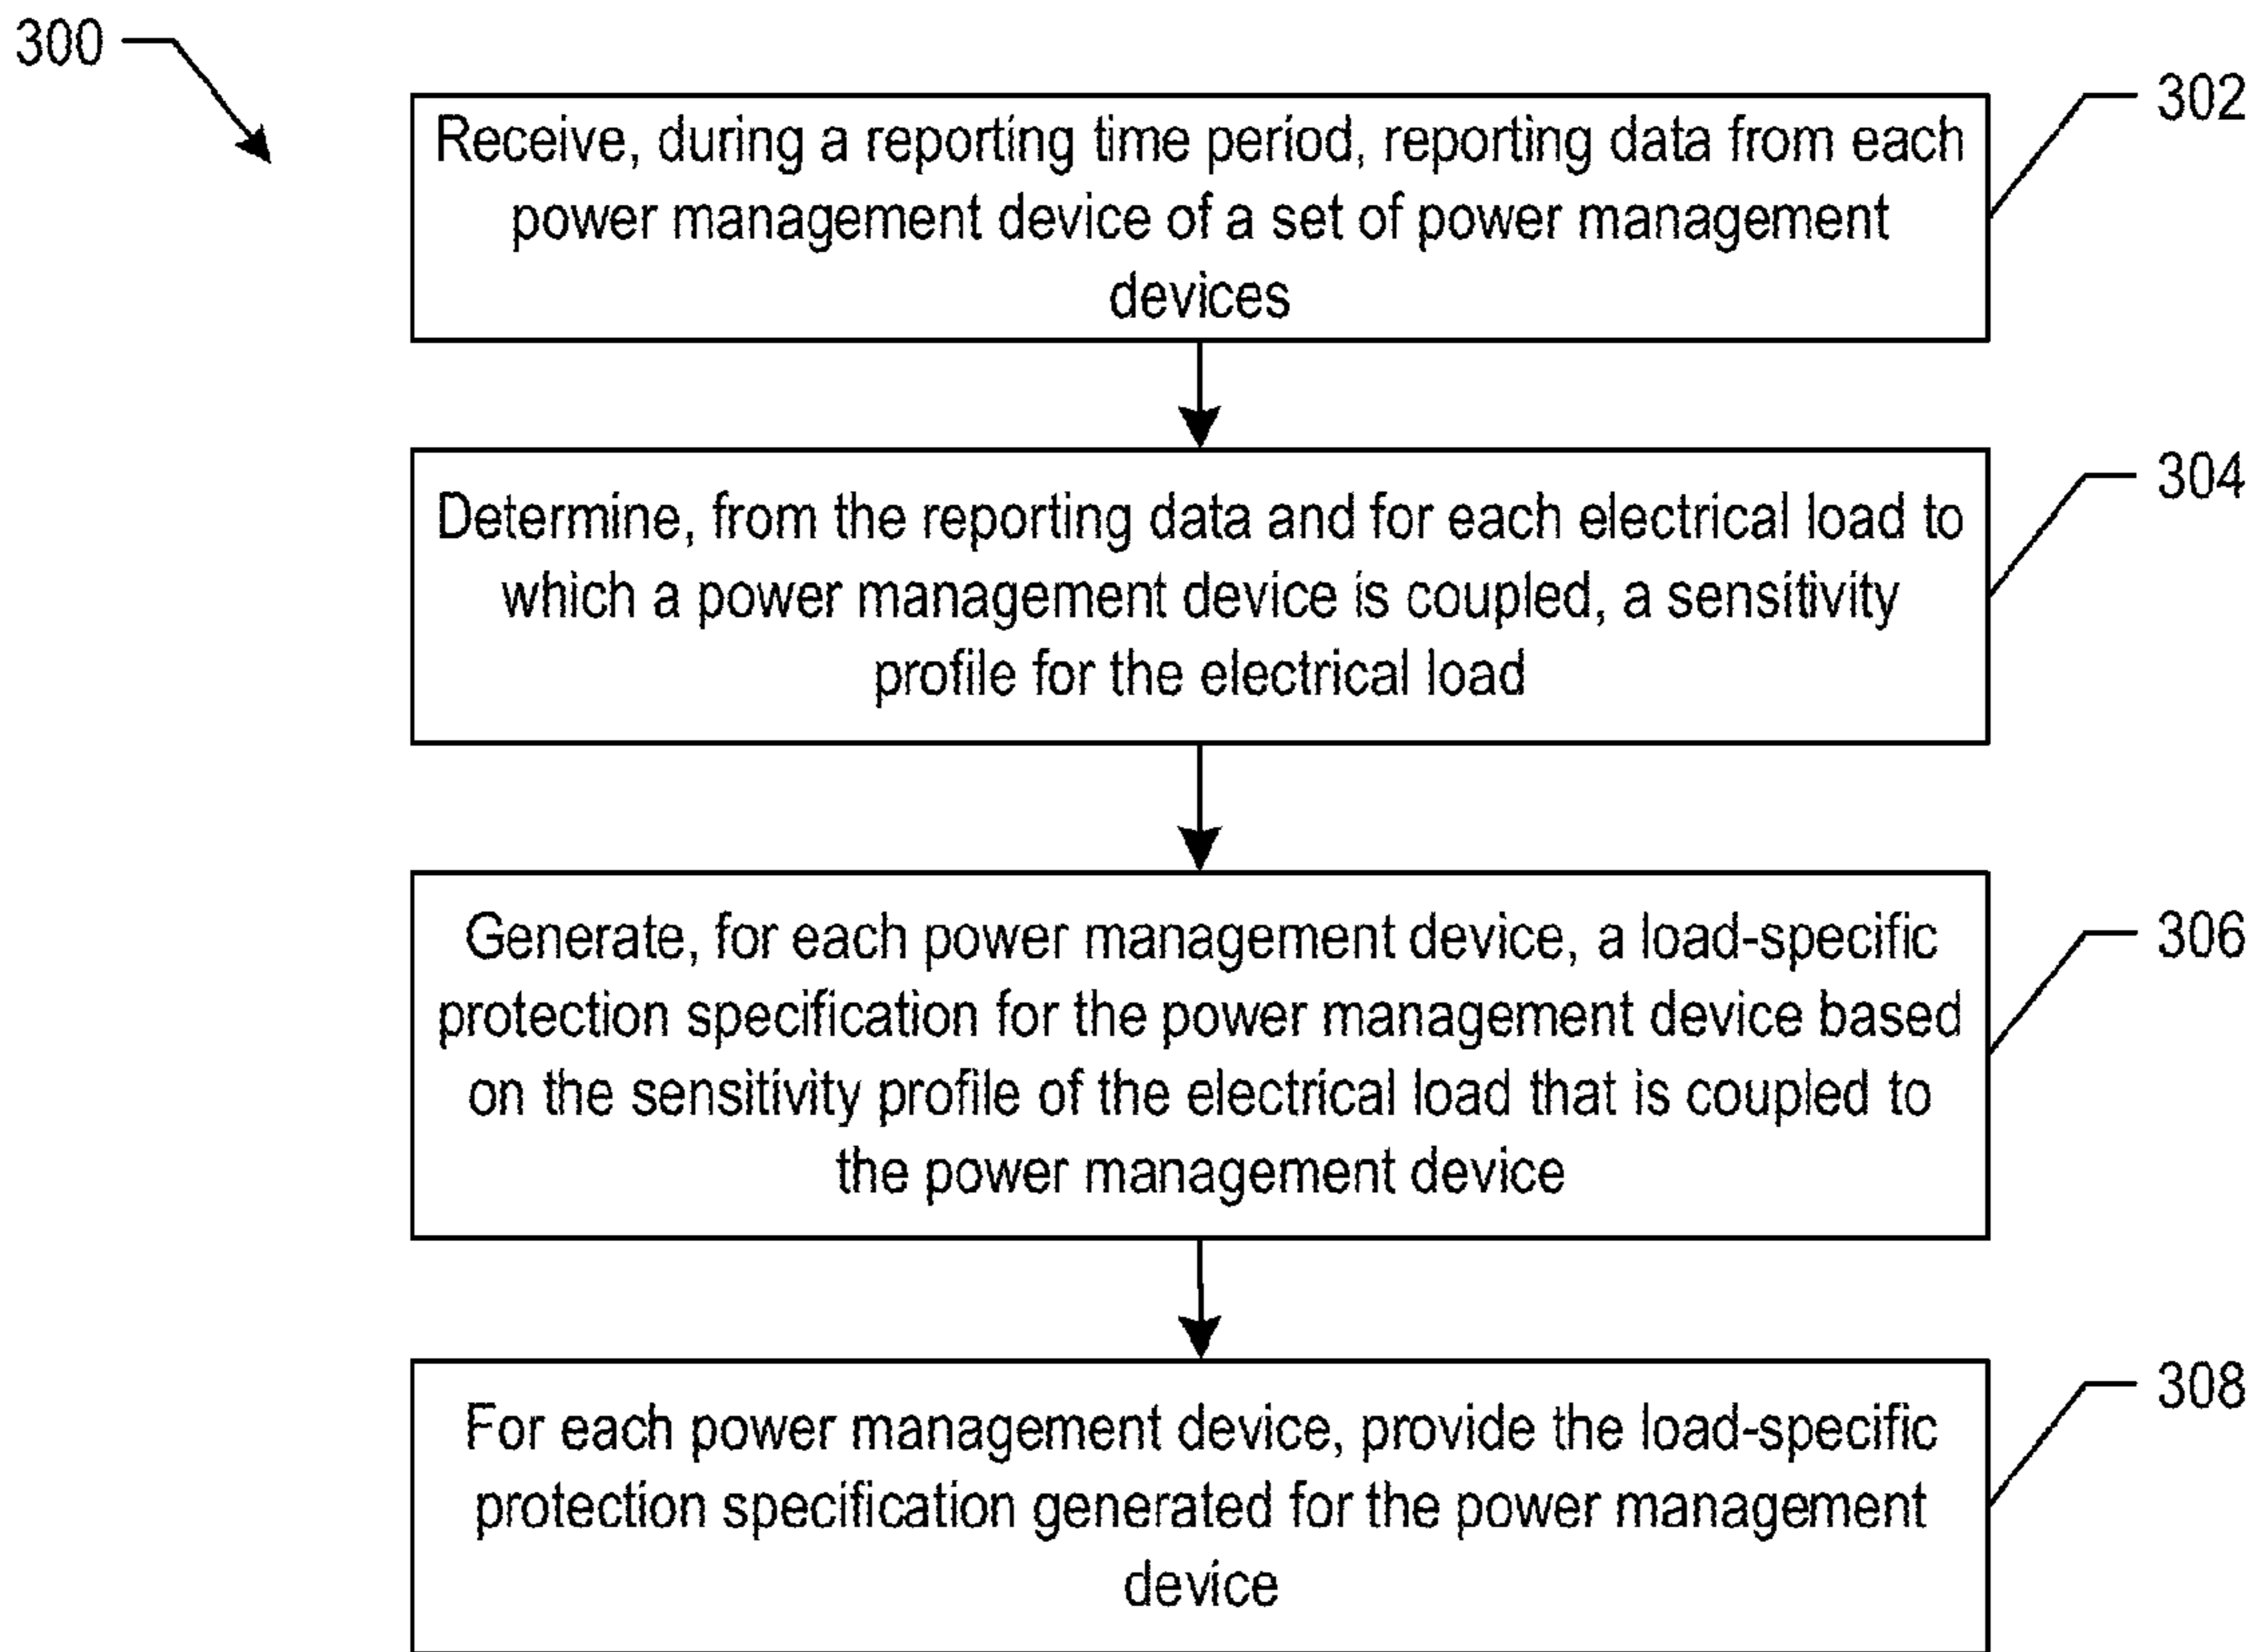 300
302
Receive, during a reporting time period, reporting data from each
power management device of a set of power management
devices
304
Determine, from the reporting data and for each electrical load to
which a power management device is coupled, a sensitivity
profile for the electrical load
306
Generate, for each power management device, a load-specific
protection specification for the power management device based
on the sensitivity profile of the electrical load that is coupled to
the power management device
308
For each power management device, provide the load-specific
protection specification generated for the power management
device